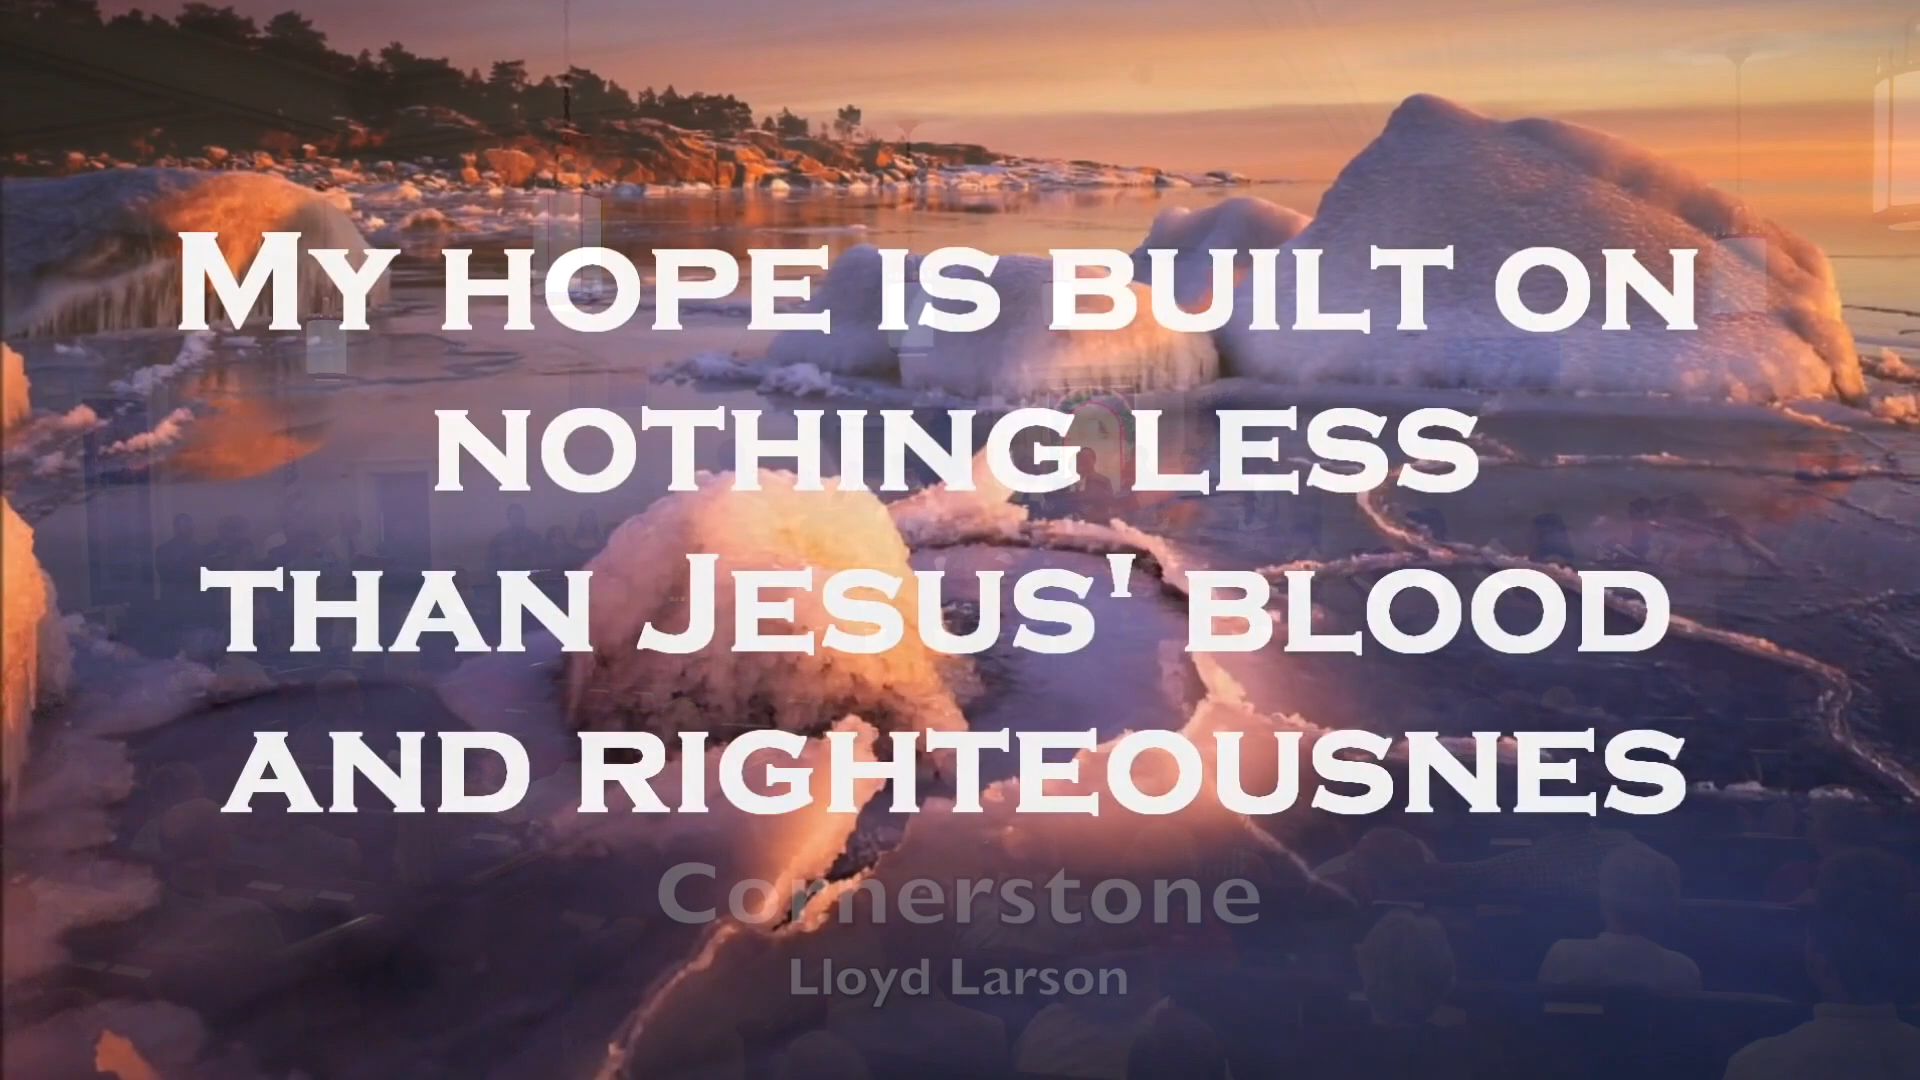 My hope is built on
nothing less
than Jesus' blood
and righteousnes
Cornerstone
Lloyd Larson